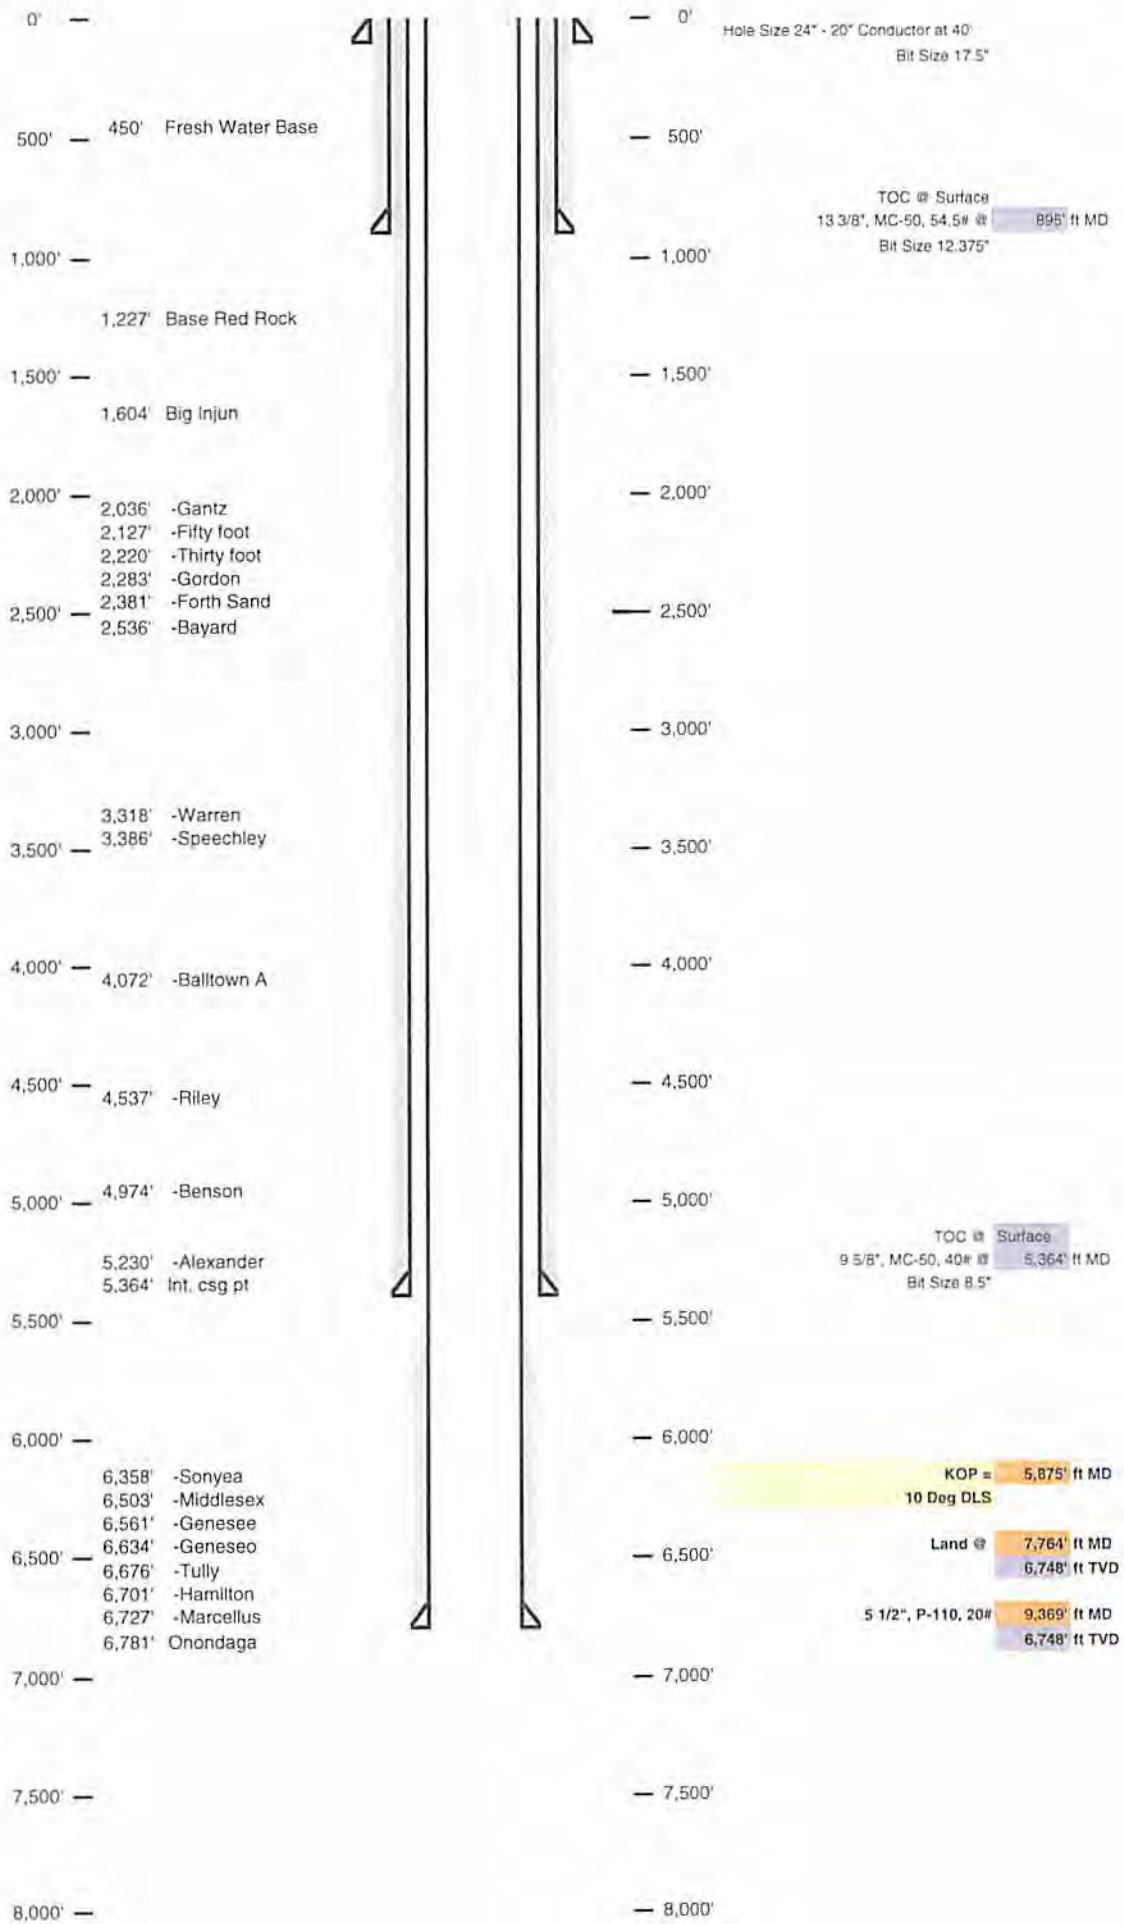 0'
450' Fresh Water Base
500'
1,000'
1,227' Base Red Rock
1,500'
1,604' Big Injun
2,000'
2,036' -Gantz
2,127' -Fifty foot
2,220' -Thirty foot
2,283' -Gordon
2,381' -Forth Sand
2,500'
2,536' -Bayard
3,000'
3,318' -Warren
3,386' -Speechley
3,500'
4,000'
4,072' -Balltown A
4,500'
4,537' -Riley
4,974' -Benson
5,000'
5,230' -Alexander
5,364' Int. csg pt
5,500'
6,000'
6,358' -Sonyea
6,503' -Middlesex
6,561' -Genesee
6,634' -Geneseo
6,500'
6,676' -Tully
6,701' -Hamilton
6,727' -Marcellus
6,781' Onondaga
7,000'
7,500'
8,000'
0'
500'
1,000'
1,500'
2,000'
2,500'
3,000'
3,500'
4,000'
4,500'
5,000'
5,500'
6,000'
6,500'
7,000'
7,500'
8,000'
Hole Size 24" - 20" Conductor at 40'
Bit Size 17.5"
TOC @ Surface
13 3/8", MC-50, 54.5# @ 895' ft MD
Bit Size 12.375"
TOC @ Surface
9 5/8", MC-50, 40# @ 5,364' ft MD
Bit Size 8.5"
KOP = 5,875' ft MD
10 Deg DLS
Land @ 7,764' ft MD
6,748' ft TVD
5 1/2", P-110, 20# 9,369' ft MD
6,748' ft TVD